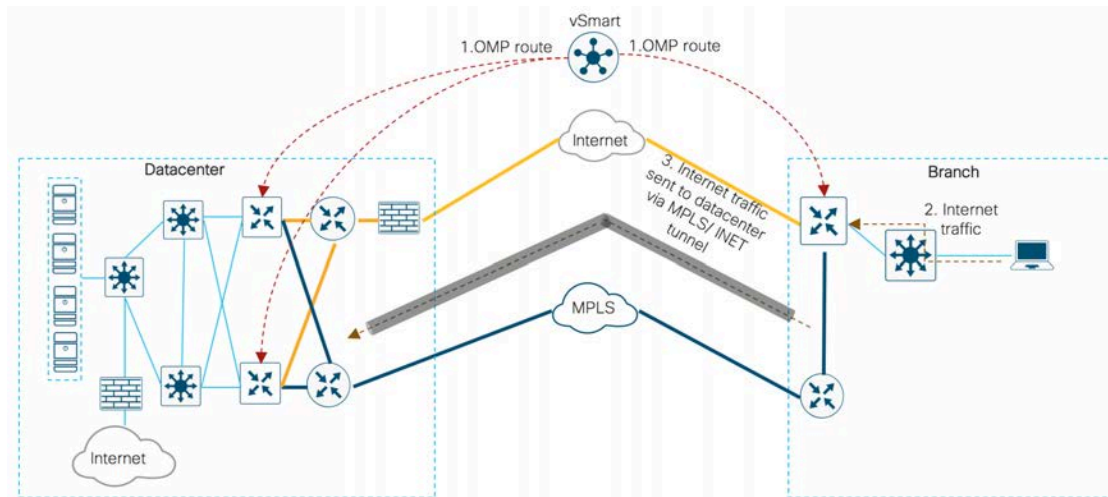 vSmart
1.OMP route
1.OMP route
Internet
Datacenter
Branch
3. Internet traffic
sent to datacenter
via MPLS/ INET
tunnel
2. Internet
traffic
MPLS
Internet